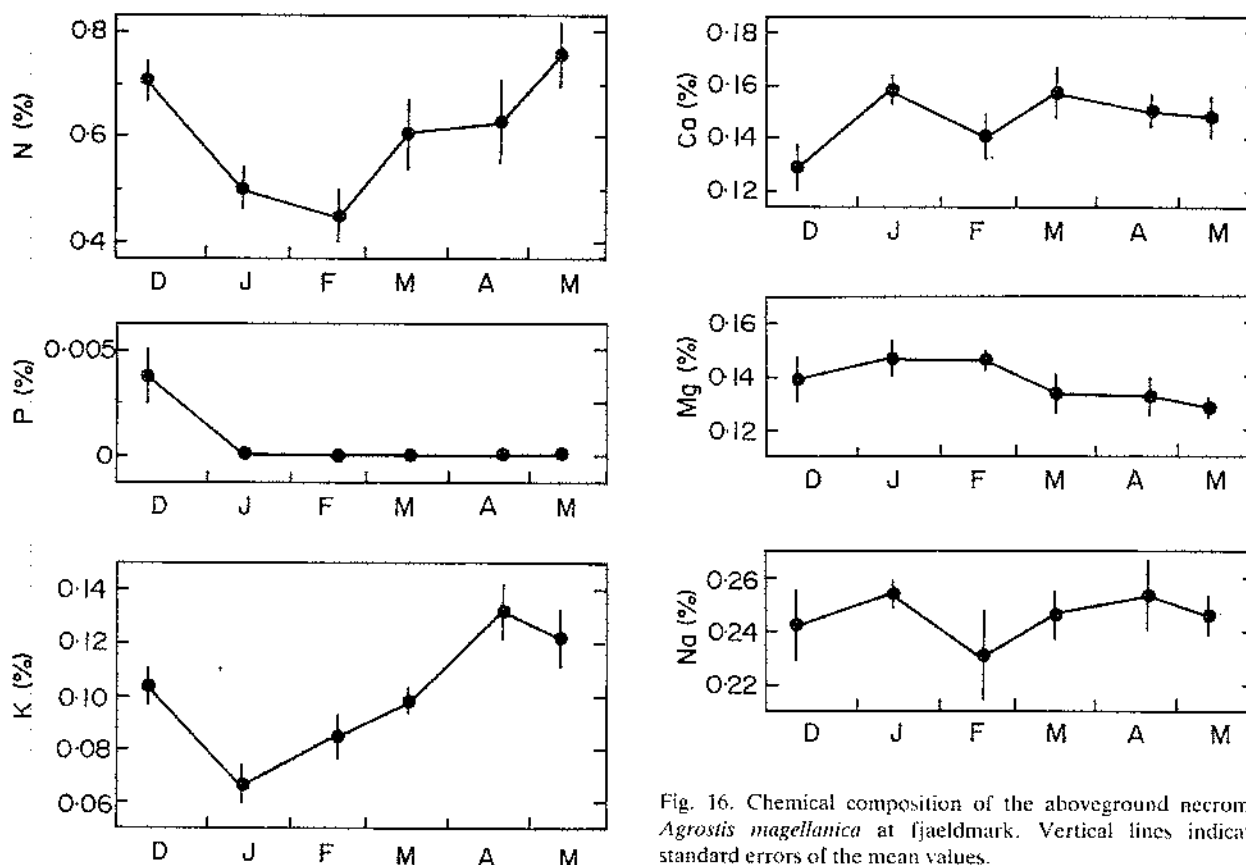 N (%)
0·8
0·6
0·4
D J F M A M
P (%)
0·005
0
D J F M A M
K (%)
0·14
0·12
0·10
0·08
0·06
D J F M A M
Ca (%)
0·18
0·16
0·14
0·12
D J F M A M
Mg (%)
0·16
0·14
0·12
D J F M A M
Na (%)
0·26
0·24
0·22
D J F M A M
Fig. 16. Chemical composition of the aboveground necrom
Agrostis magellanica at fjaeldmark. Vertical lines indica
standard errors of the mean values.